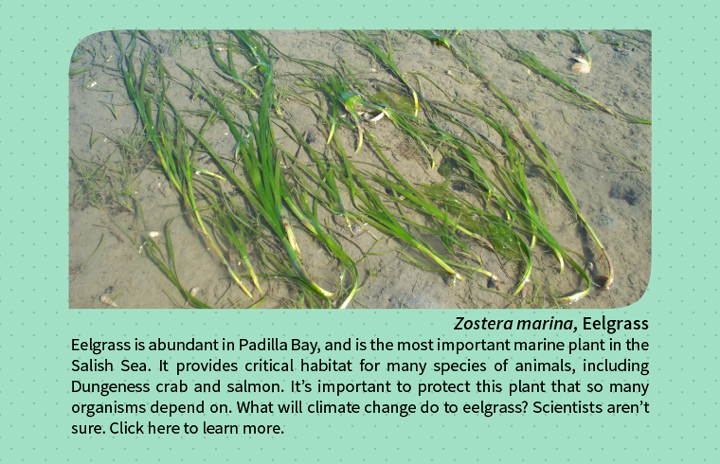 Zostera marina, Eelgrass
Eelgrass is abundant in Padilla Bay, and is the most important marine plant in the
Salish Sea. It provides critical habitat for many species of animals, including
Dungeness crab and salmon. It’s important to protect this plant that so many
organisms depend on. What will climate change do to eelgrass? Scientists aren’t
sure. Click here to learn more.